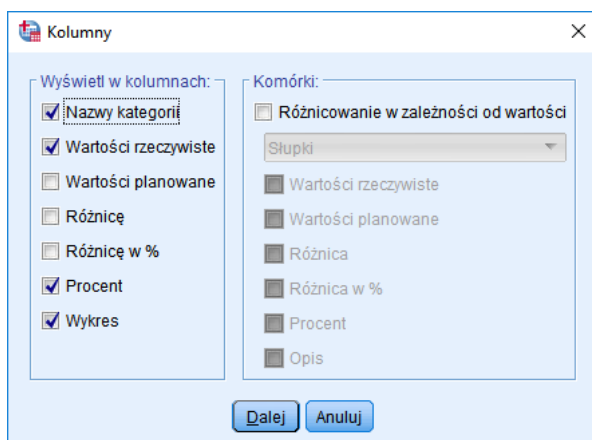 Kolumny
Wyświetl w kolumnach:
Nazwy kategorii
Wartości rzeczywiste
Wartości planowane
Różnicę
Różnicę w %
Procent
Wykres
Komórki:
Różnicowanie w zależności od wartości
Słupki
Wartości rzeczywiste
Wartości planowane
Różnica
Różnica w %
Procent
Opis
Dalej Anuluj